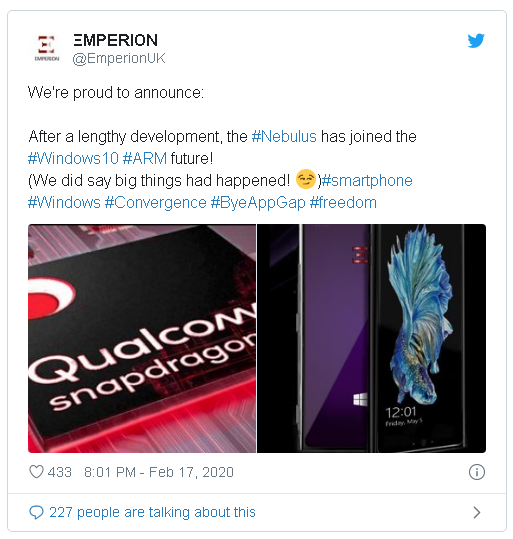 ΞMPERION
EMPERION
@EmperionUK
We're proud to announce:
After a lengthy development, the #Nebulus has joined the
#Windows10 #ARM future!
(We did say big things had happened! 😏)#smartphone
#Windows #Convergence #ByeAppGap #freedom
Qualcom
snapdragon
12:01
Friday, May 5
433 8:01 PM - Feb 17, 2020
227 people are talking about this